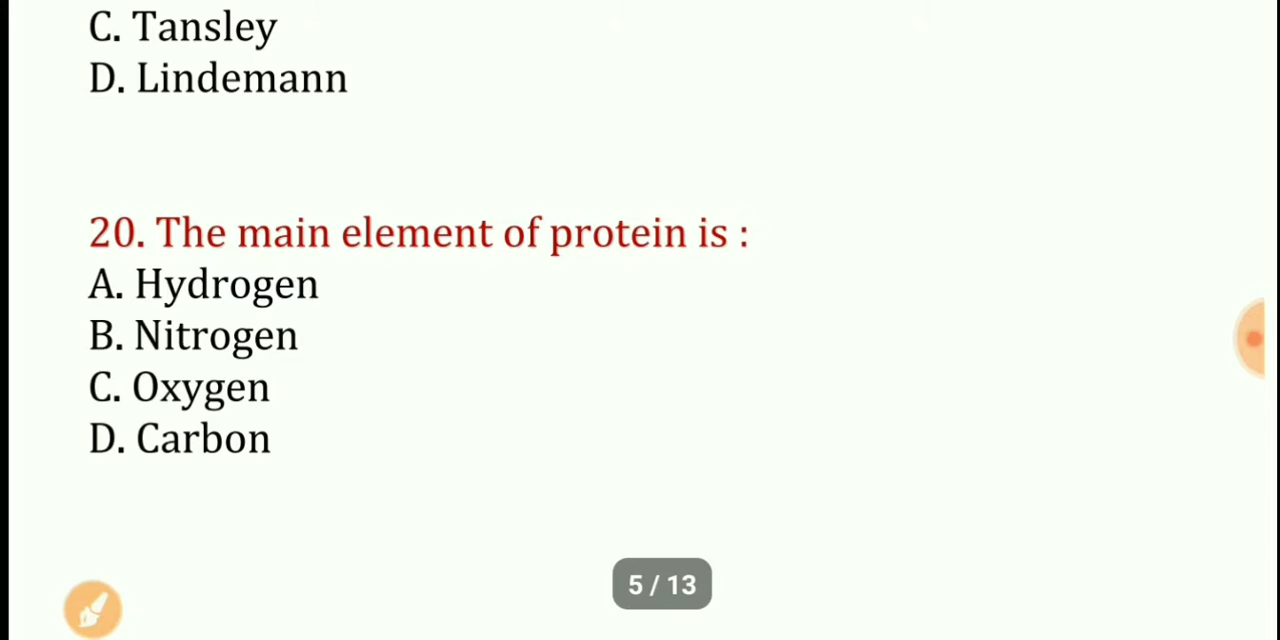 C. Tansley
D. Lindemann
20. The main element of protein is :
A. Hydrogen
B. Nitrogen
C. Oxygen
D. Carbon
5 / 13